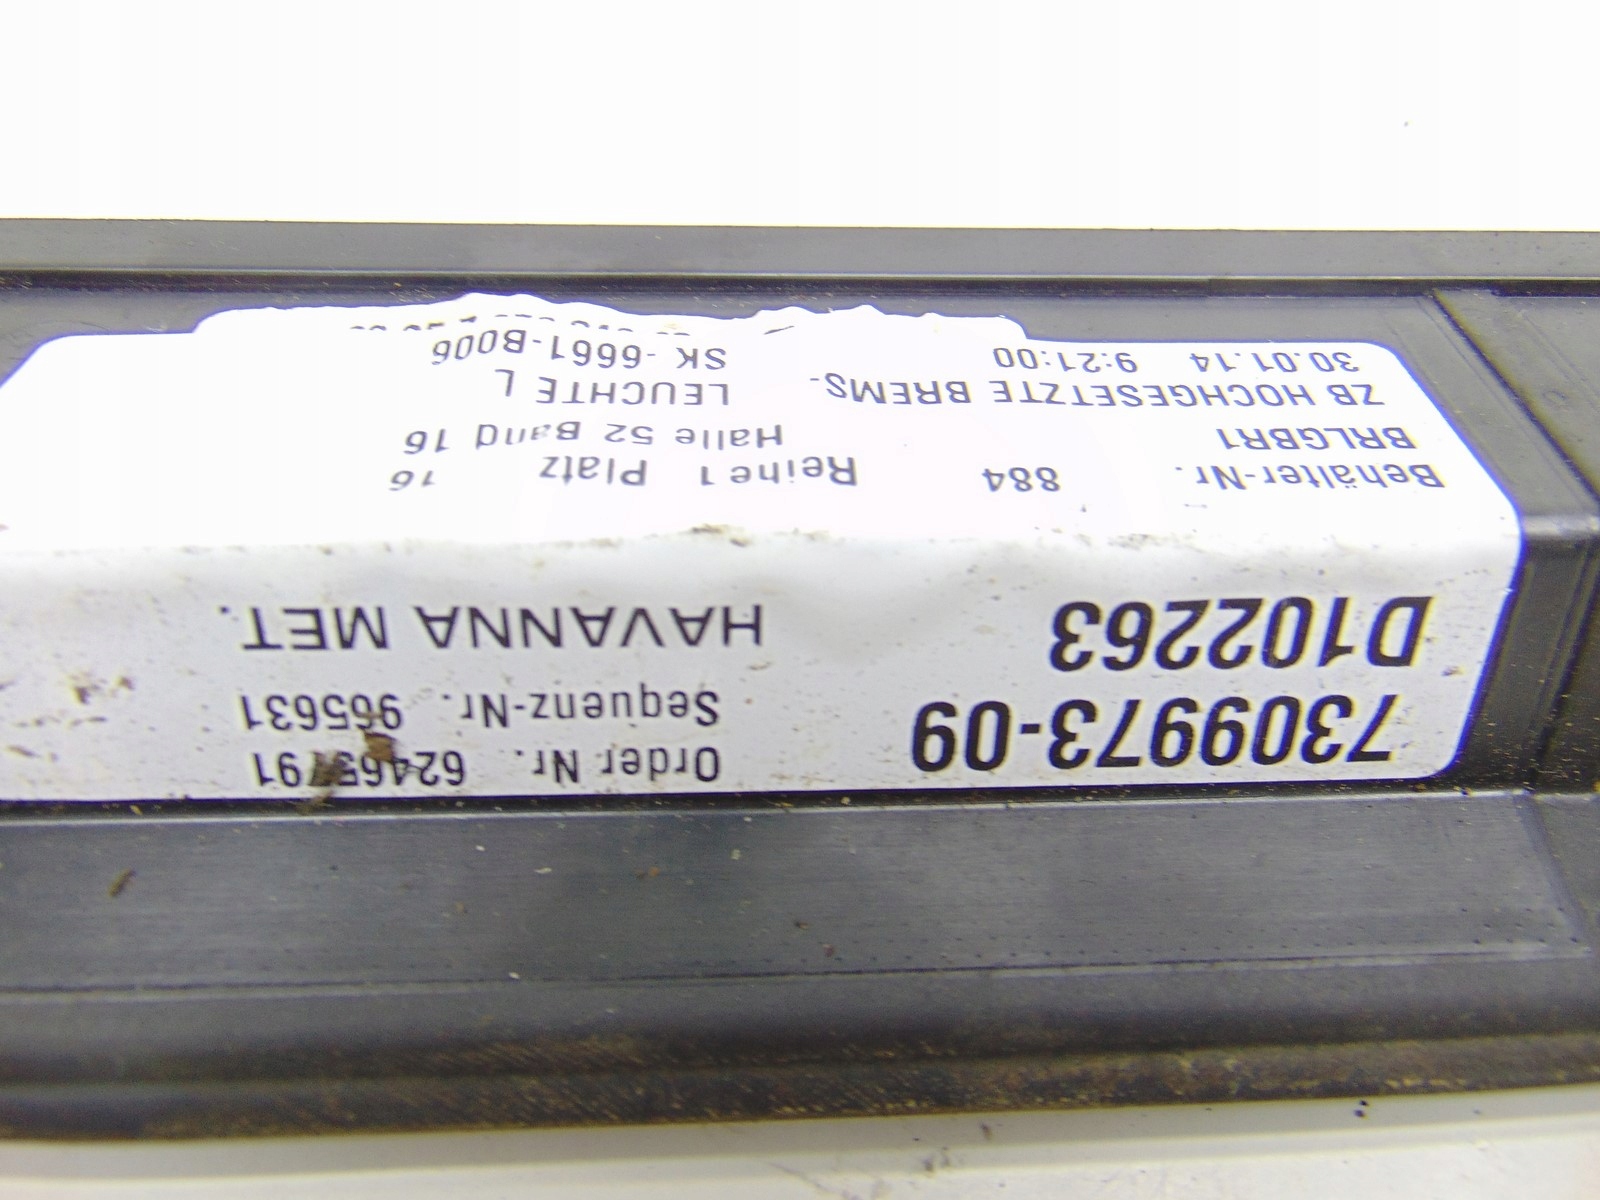 7309973-09 Order Nr. 62465791
D102263 Sequenz-Nr. 965631
HAVANNA MET.
Behälter-Nr. 884 Reihe 1 Platz 16
BRLGBR1 Halle 52 Band 16
ZB HOCHGESETZTE BREMS- LEUCHTE L
30.01.14 9:21:00 SK-6661-B006